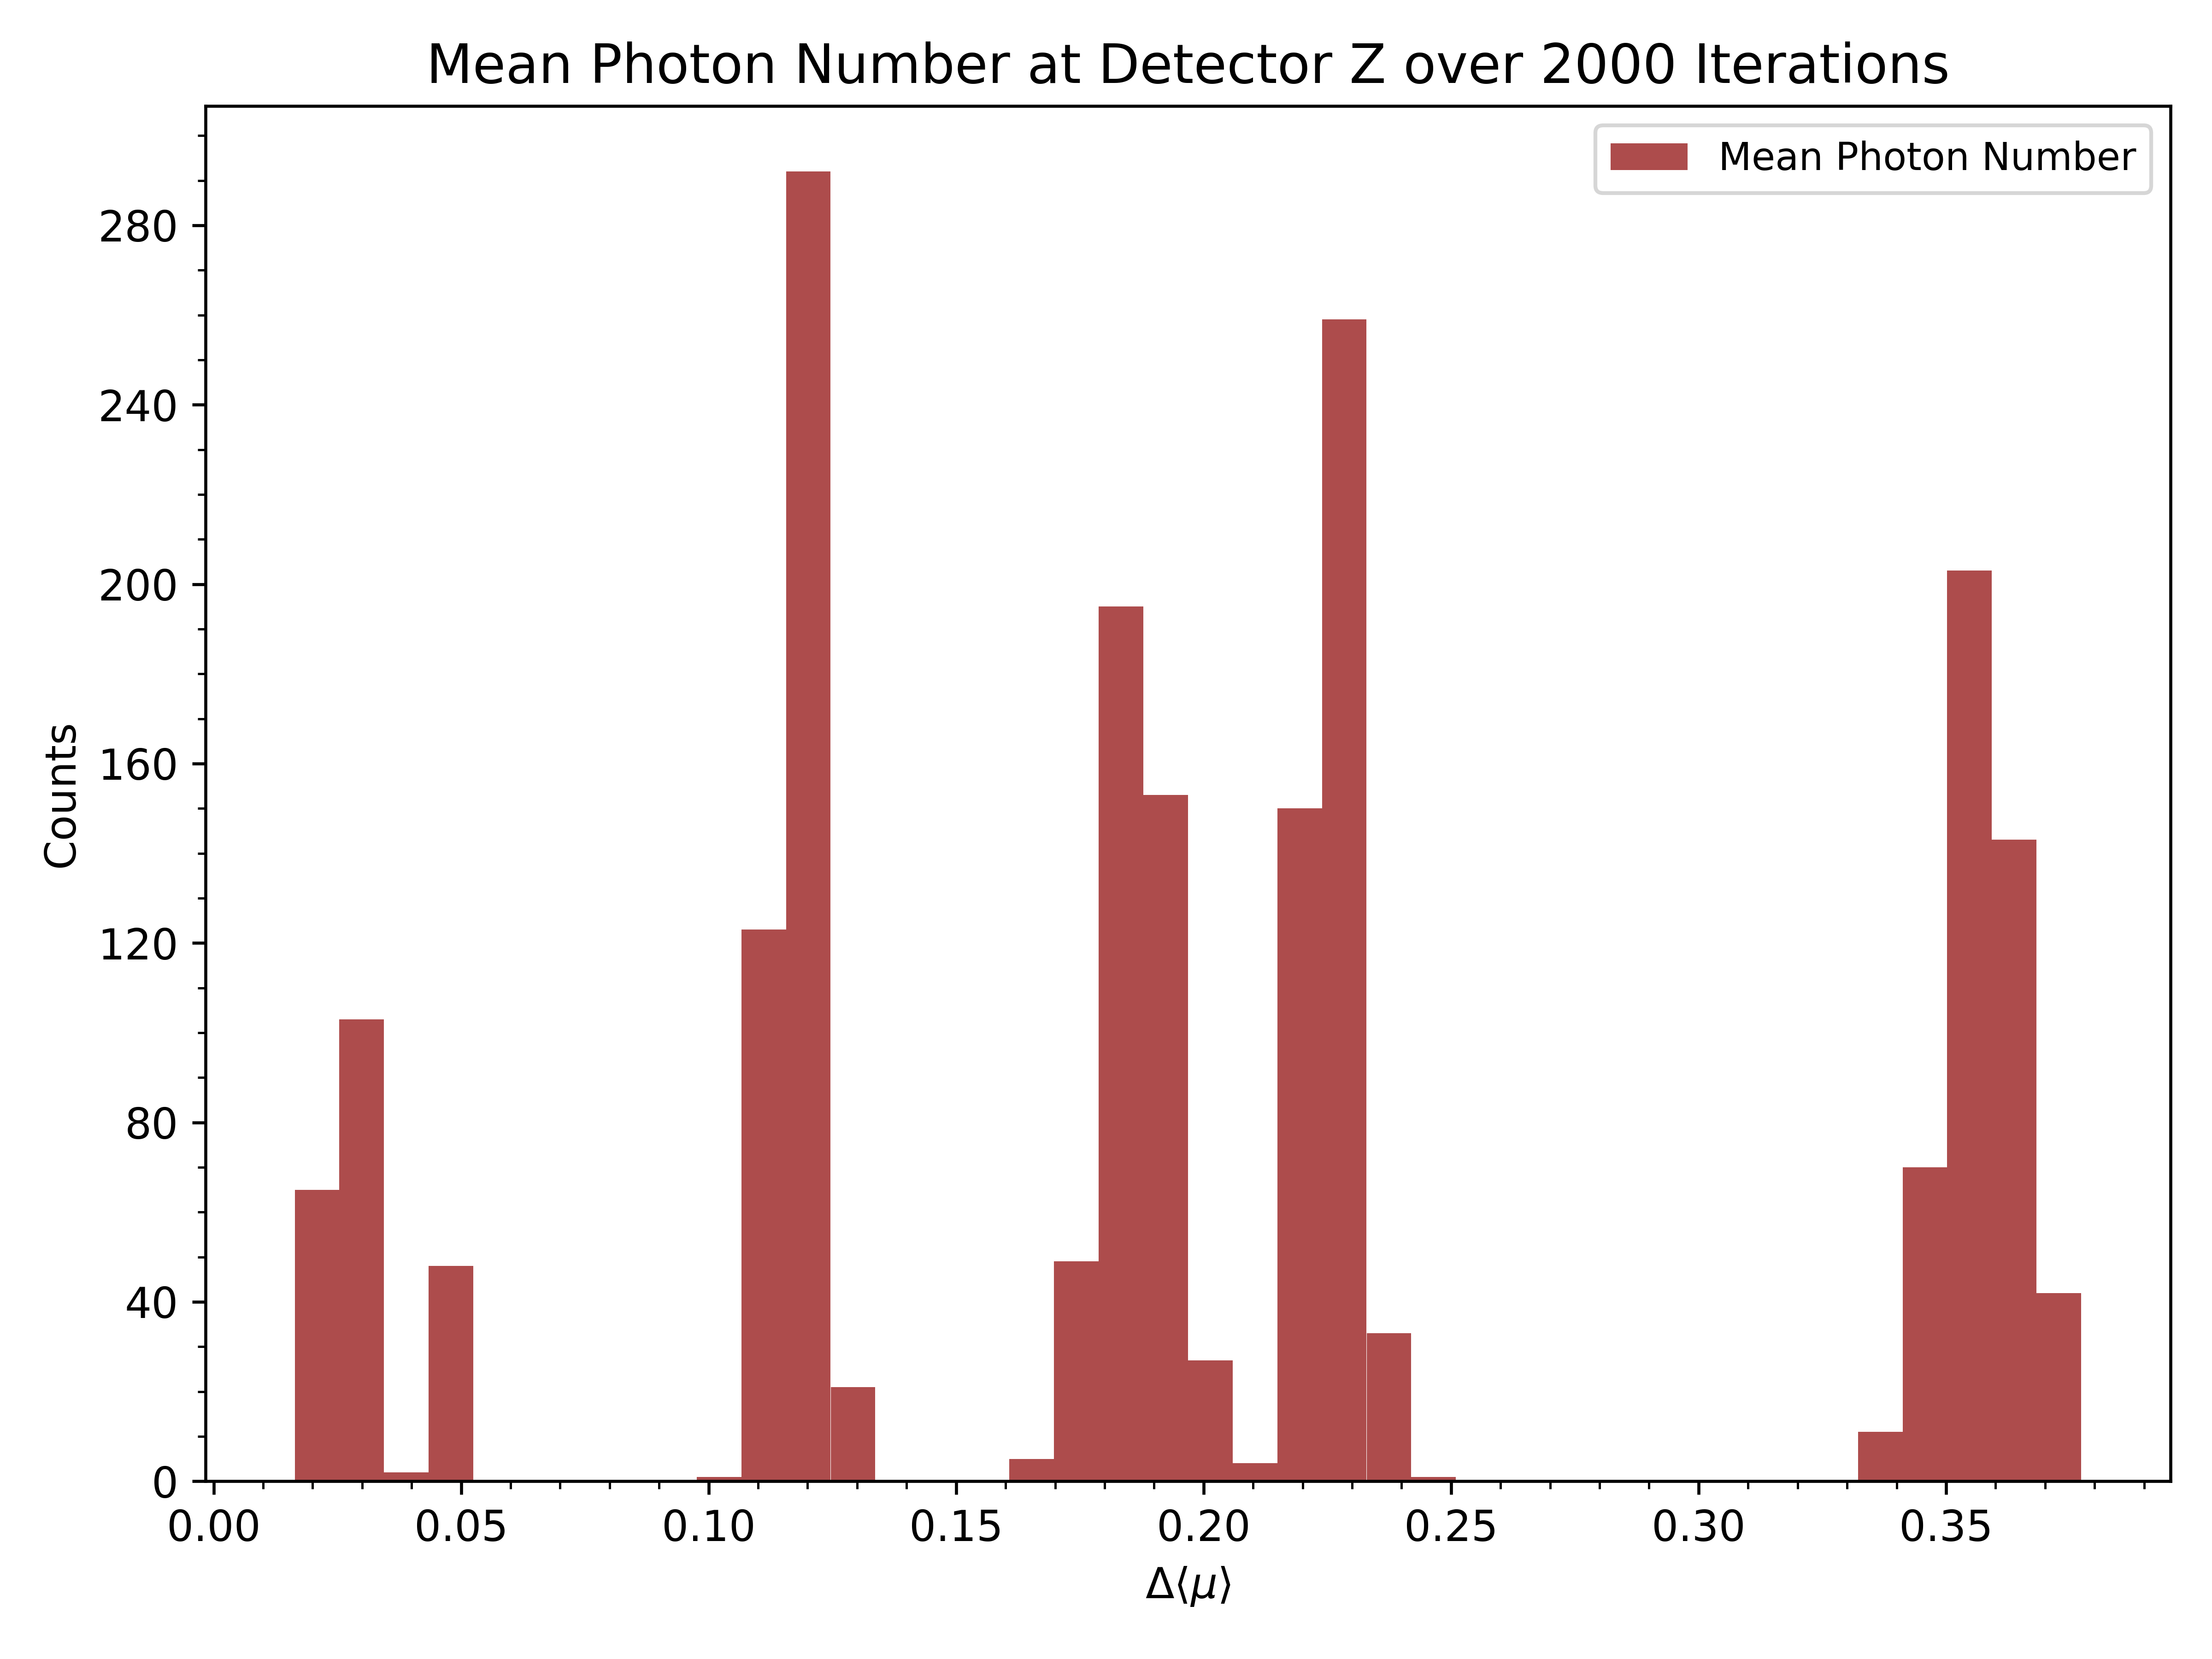 Mean Photon Number at Detector Z over 2000 Iterations
Mean Photon Number
280
240
200
160
120
80
40
0
Counts
0.00 0.05 0.10 0.15 0.20 0.25 0.30 0.35
Δ⟨μ⟩